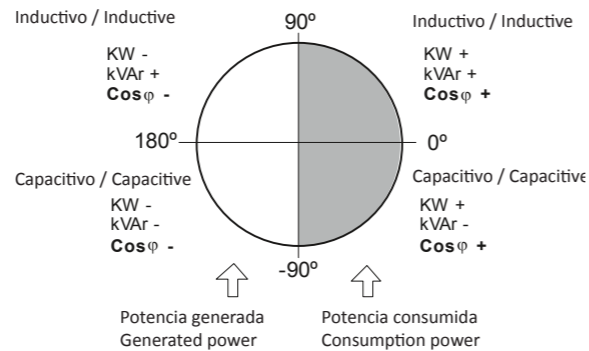 Inductivo / Inductive
KW -
kVAr +
Cosφ -
90º
Inductivo / Inductive
KW +
kVAr +
Cosφ +
180º
0º
Capacitivo / Capacitive
KW -
kVAr -
Cosφ -
Capacitivo / Capacitive
KW +
kVAr -
Cosφ +
-90º
Potencia generada
Generated power
Potencia consumida
Consumption power